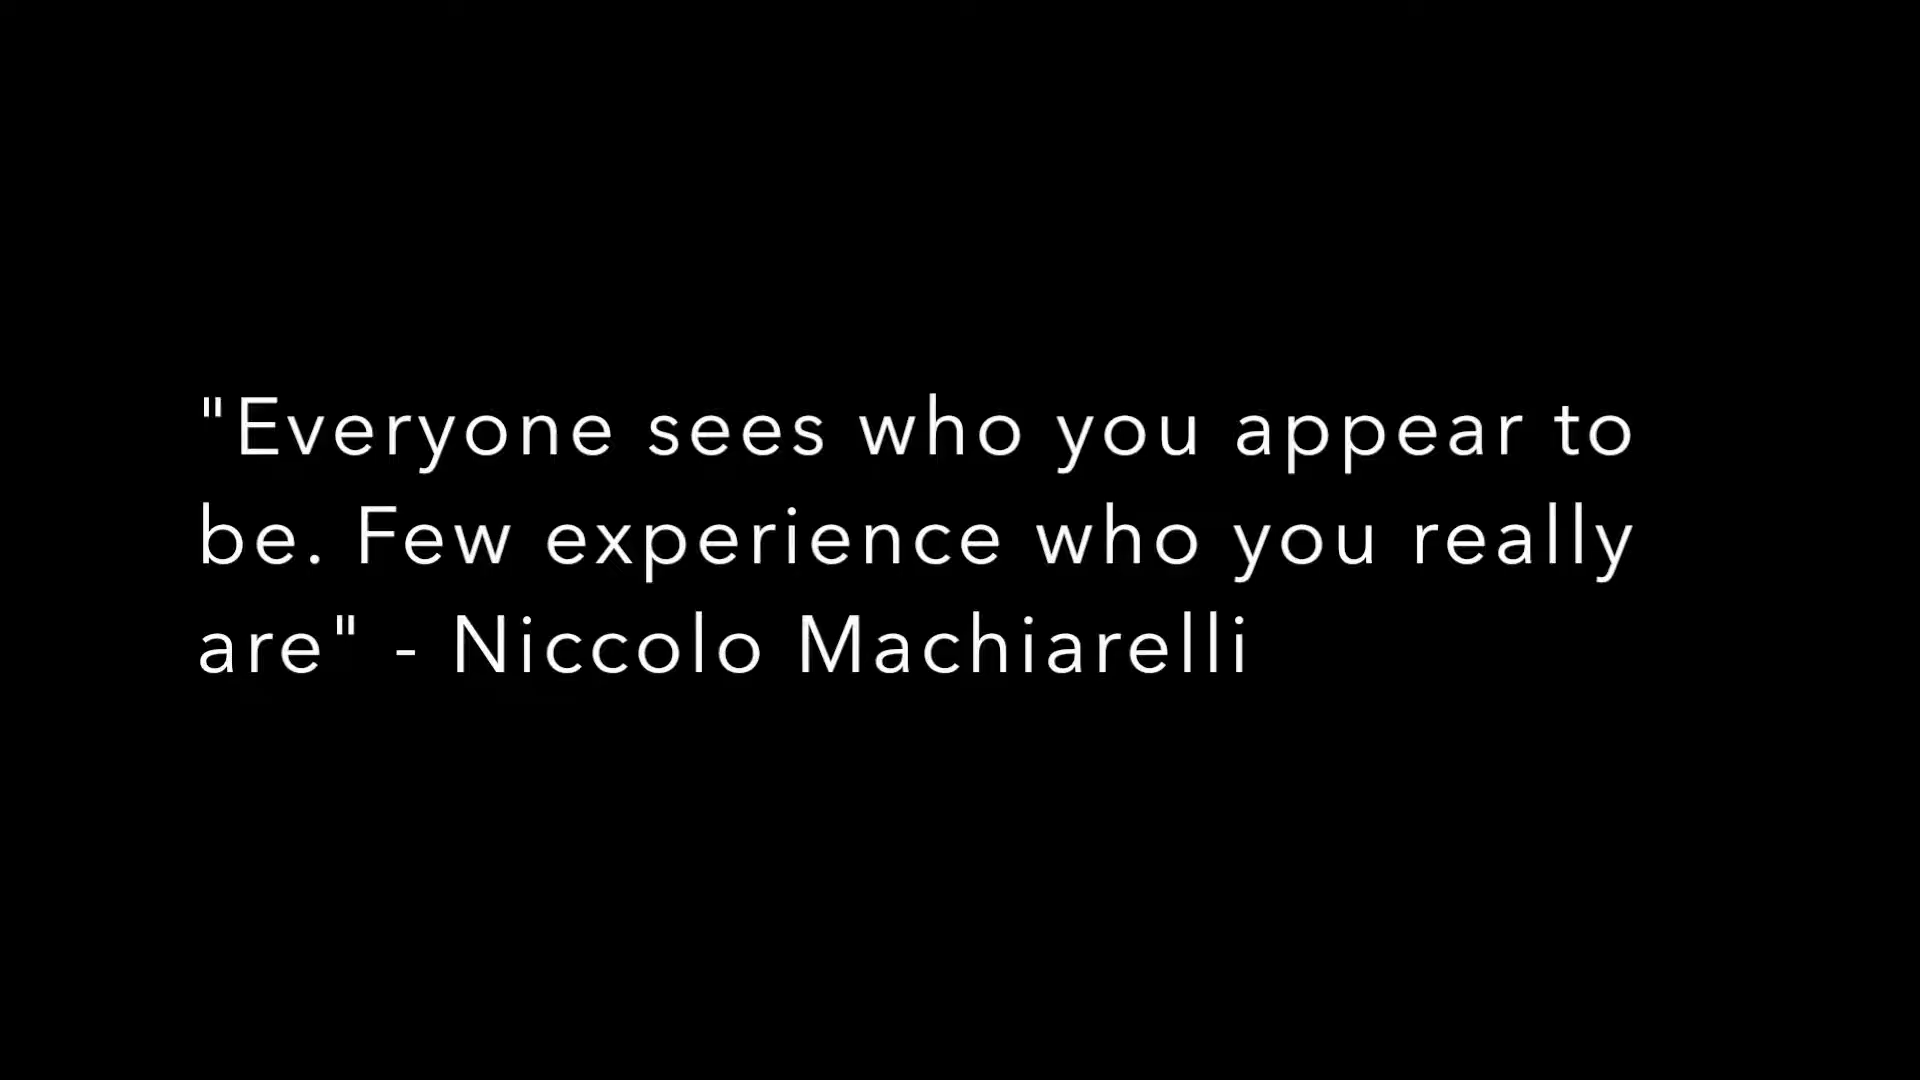 "Everyone sees who you appear to
be. Few experience who you really
are" - Niccolo Machiarelli